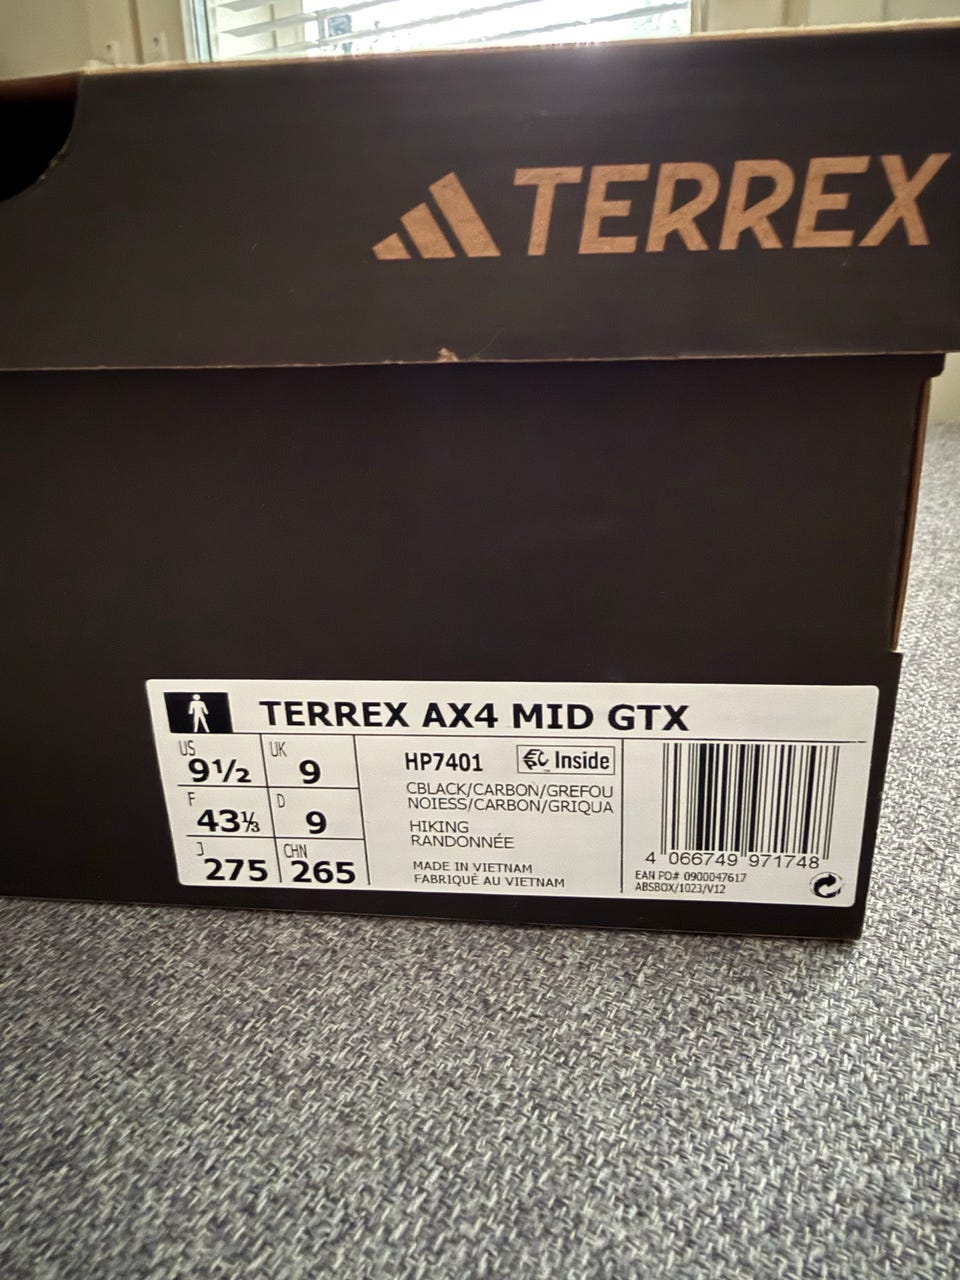 TERREX
TERREX AX4 MID GTX
US 9½ UK 9
F 43⅓ D 9
J 275 CHN 265
HP7401 Inside
CBLACK/CARBON/GREFOU
NOIESS/CARBON/GRIQUA
HIKING
RANDONNÉE
MADE IN VIETNAM
FABRIQUÉ AU VIETNAM
4 066749 971748
EAN PO# 0900047617
ABSBOX/1023/V12